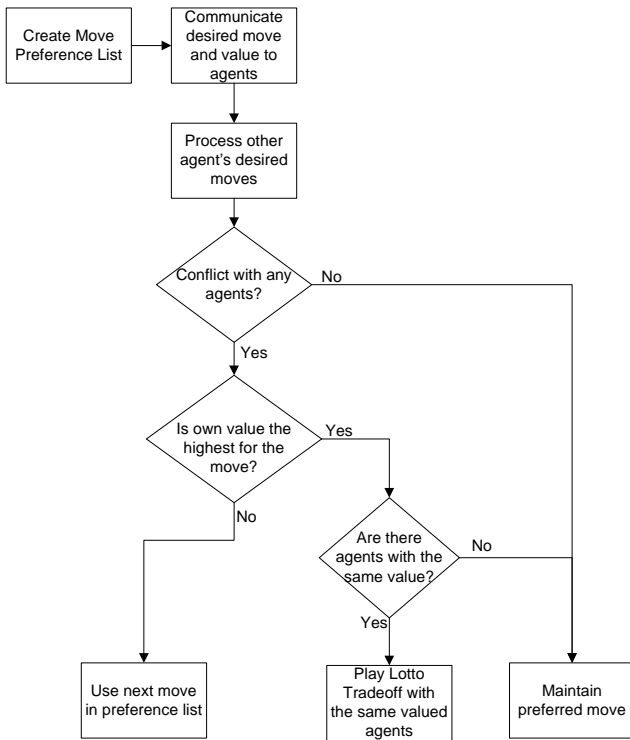 Create Move
Preference List
Communicate
desired move
and value to
agents
Process other
agent's desired
moves
Conflict with any
agents?
No
Yes
Is own value the
highest for the
move?
Yes
No
Are there
agents with the
same value?
No
Yes
Use next move
in preference list
Play Lotto
Tradeoff with
the same valued
agents
Maintain
preferred move